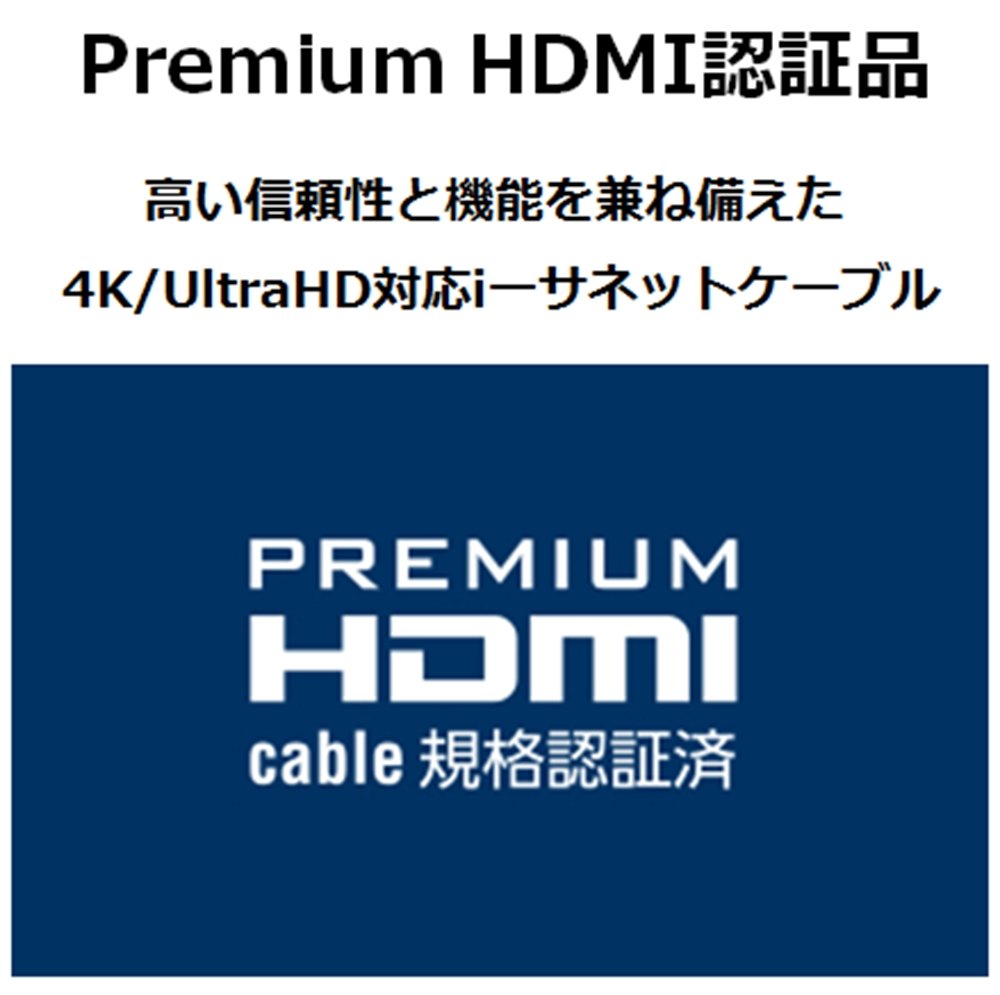 Premium HDMI認証品
高い信頼性と機能を兼ね備えた
4K/UltraHD対応iーサネットケーブル
PREMIUM
HDMI
cable 規格認証済